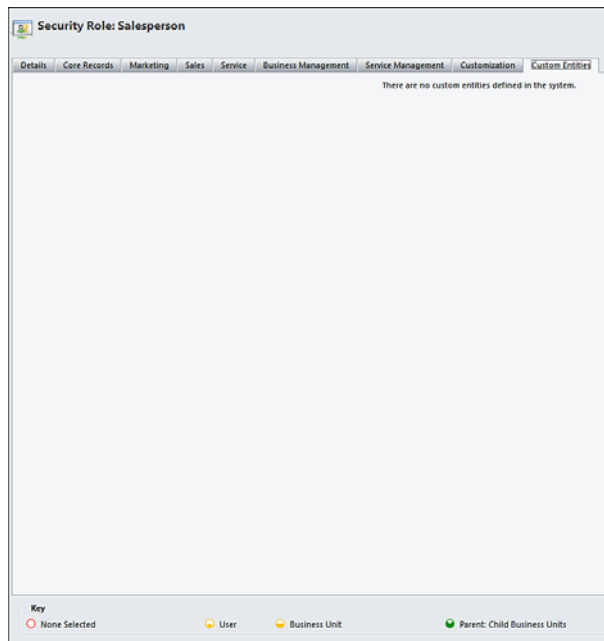 Security Role: Salesperson
Details Core Records Marketing Sales Service Business Management Service Management Customization Custom Entities
There are no custom entities defined in the system.
Key
None Selected User Business Unit Parent: Child Business Units